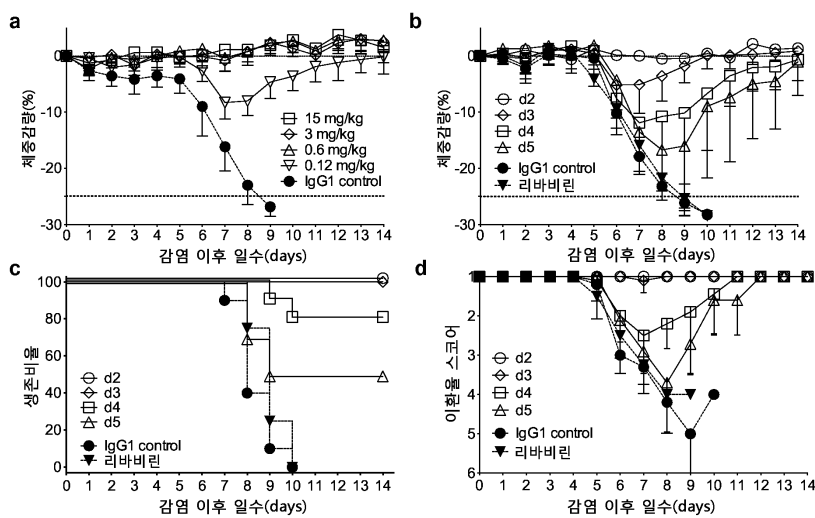 a
체중감량(%)
0
-10
-20
-30
15 mg/kg
3 mg/kg
0.6 mg/kg
0.12 mg/kg
IgG1 control
0 1 2 3 4 5 6 7 8 9 10 11 12 13 14
감염 이후 일수(days)
b
체중감량(%)
0
-10
-20
-30
d2
d3
d4
d5
IgG1 control
리바비린
0 1 2 3 4 5 6 7 8 9 10 11 12 13 14
감염 이후 일수(days)
c
생존비율
100
80
60
40
20
0
d2
d3
d4
d5
IgG1 control
리바비린
0 1 2 3 4 5 6 7 8 9 10 11 12 13 14
감염 이후 일수(days)
d
이환율 스코어
1
2
3
4
5
6
d2
d3
d4
d5
IgG1 control
리바비린
0 1 2 3 4 5 6 7 8 9 10 11 12 13 14
감염 이후 일수(days)